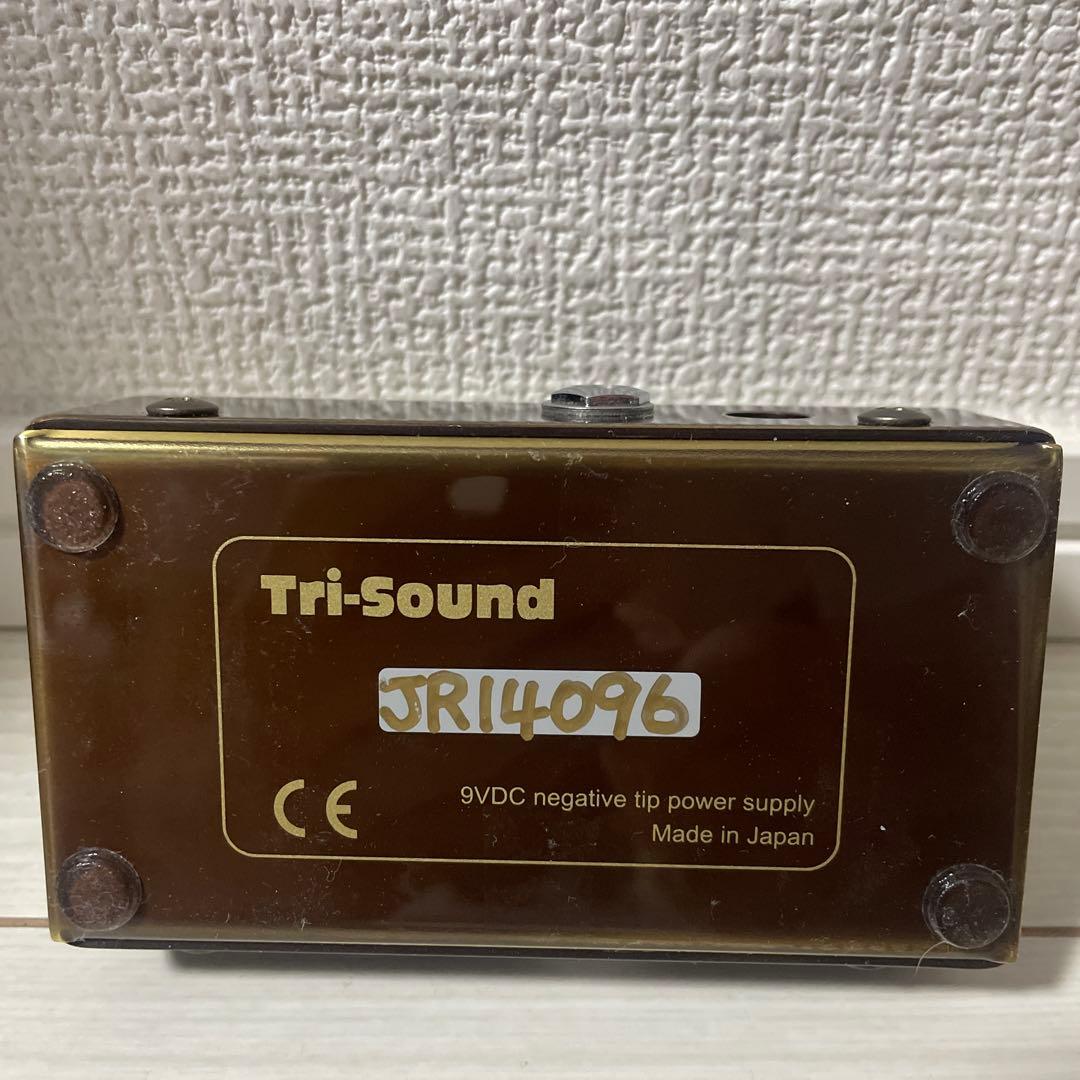 Tri-Sound
JR14096
CE 9VDC negative tip power supply
Made in Japan